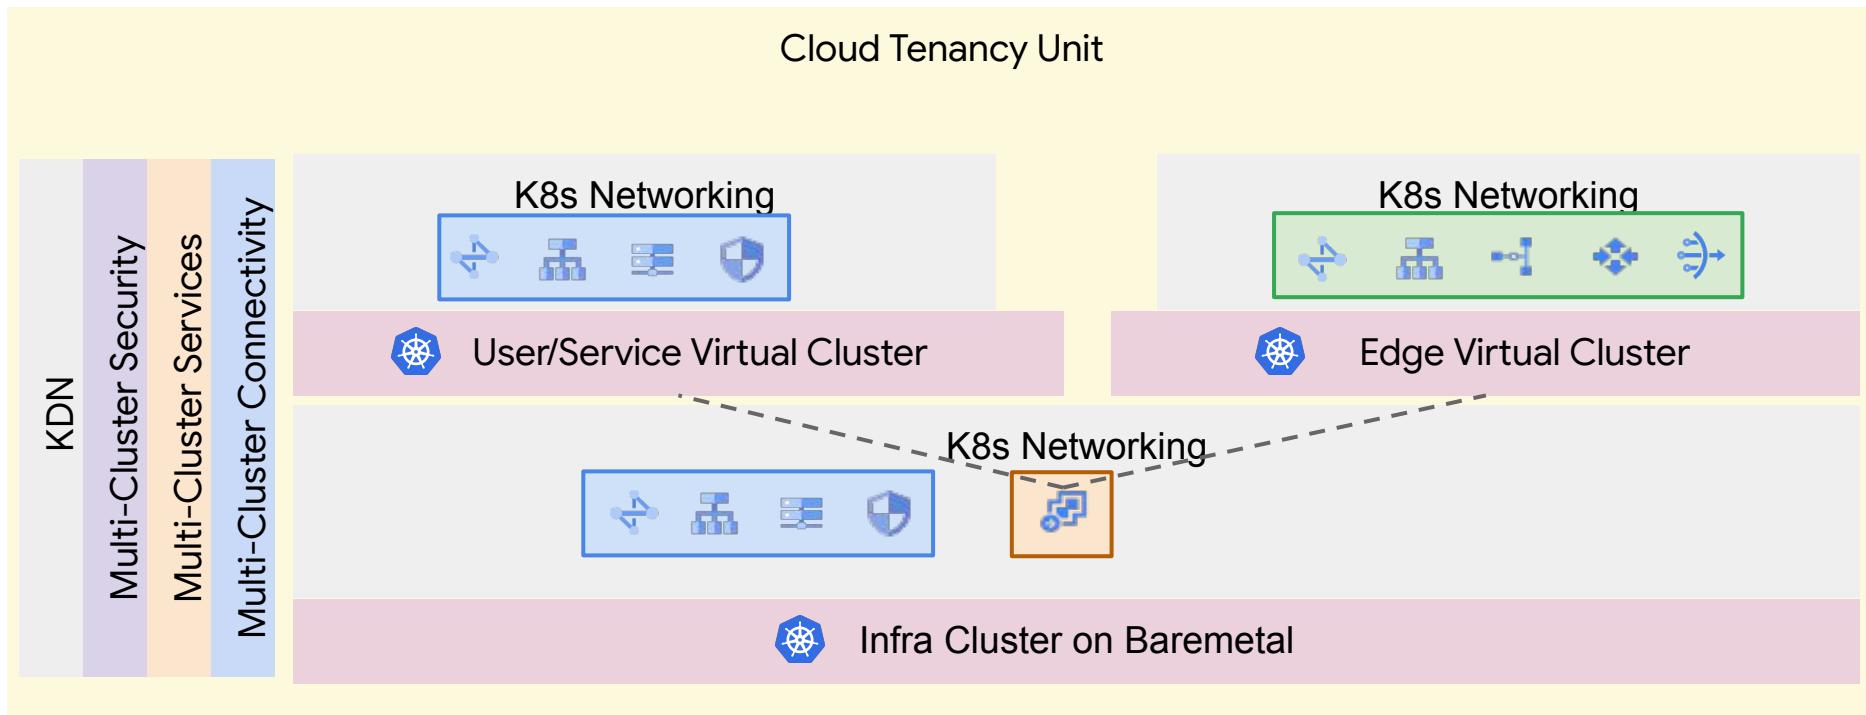 Cloud Tenancy Unit
KDN
Multi-Cluster Security
Multi-Cluster Services
Multi-Cluster Connectivity
K8s Networking
User/Service Virtual Cluster
K8s Networking
Edge Virtual Cluster
K8s Networking
Infra Cluster on Baremetal